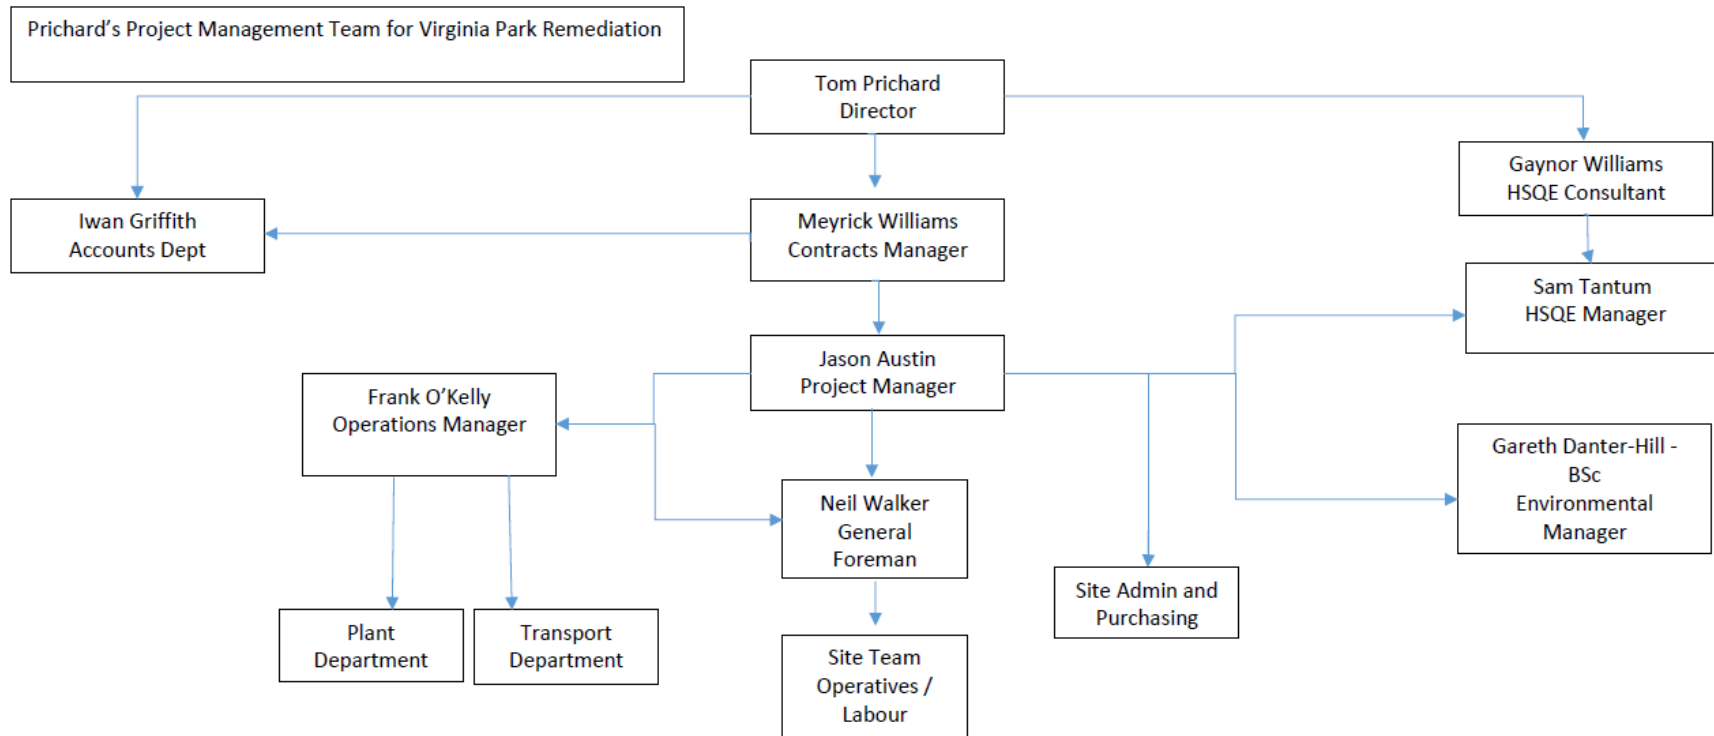 Prichard’s Project Management Team for Virginia Park Remediation
Tom Prichard
Director
Gaynor Williams
HSQE Consultant
Iwan Griffith
Accounts Dept
Meyrick Williams
Contracts Manager
Sam Tantum
HSQE Manager
Jason Austin
Project Manager
Frank O’Kelly
Operations Manager
Gareth Danter-Hill -
BSc
Environmental
Manager
Neil Walker
General
Foreman
Site Admin and
Purchasing
Plant
Department
Transport
Department
Site Team
Operatives /
Labour